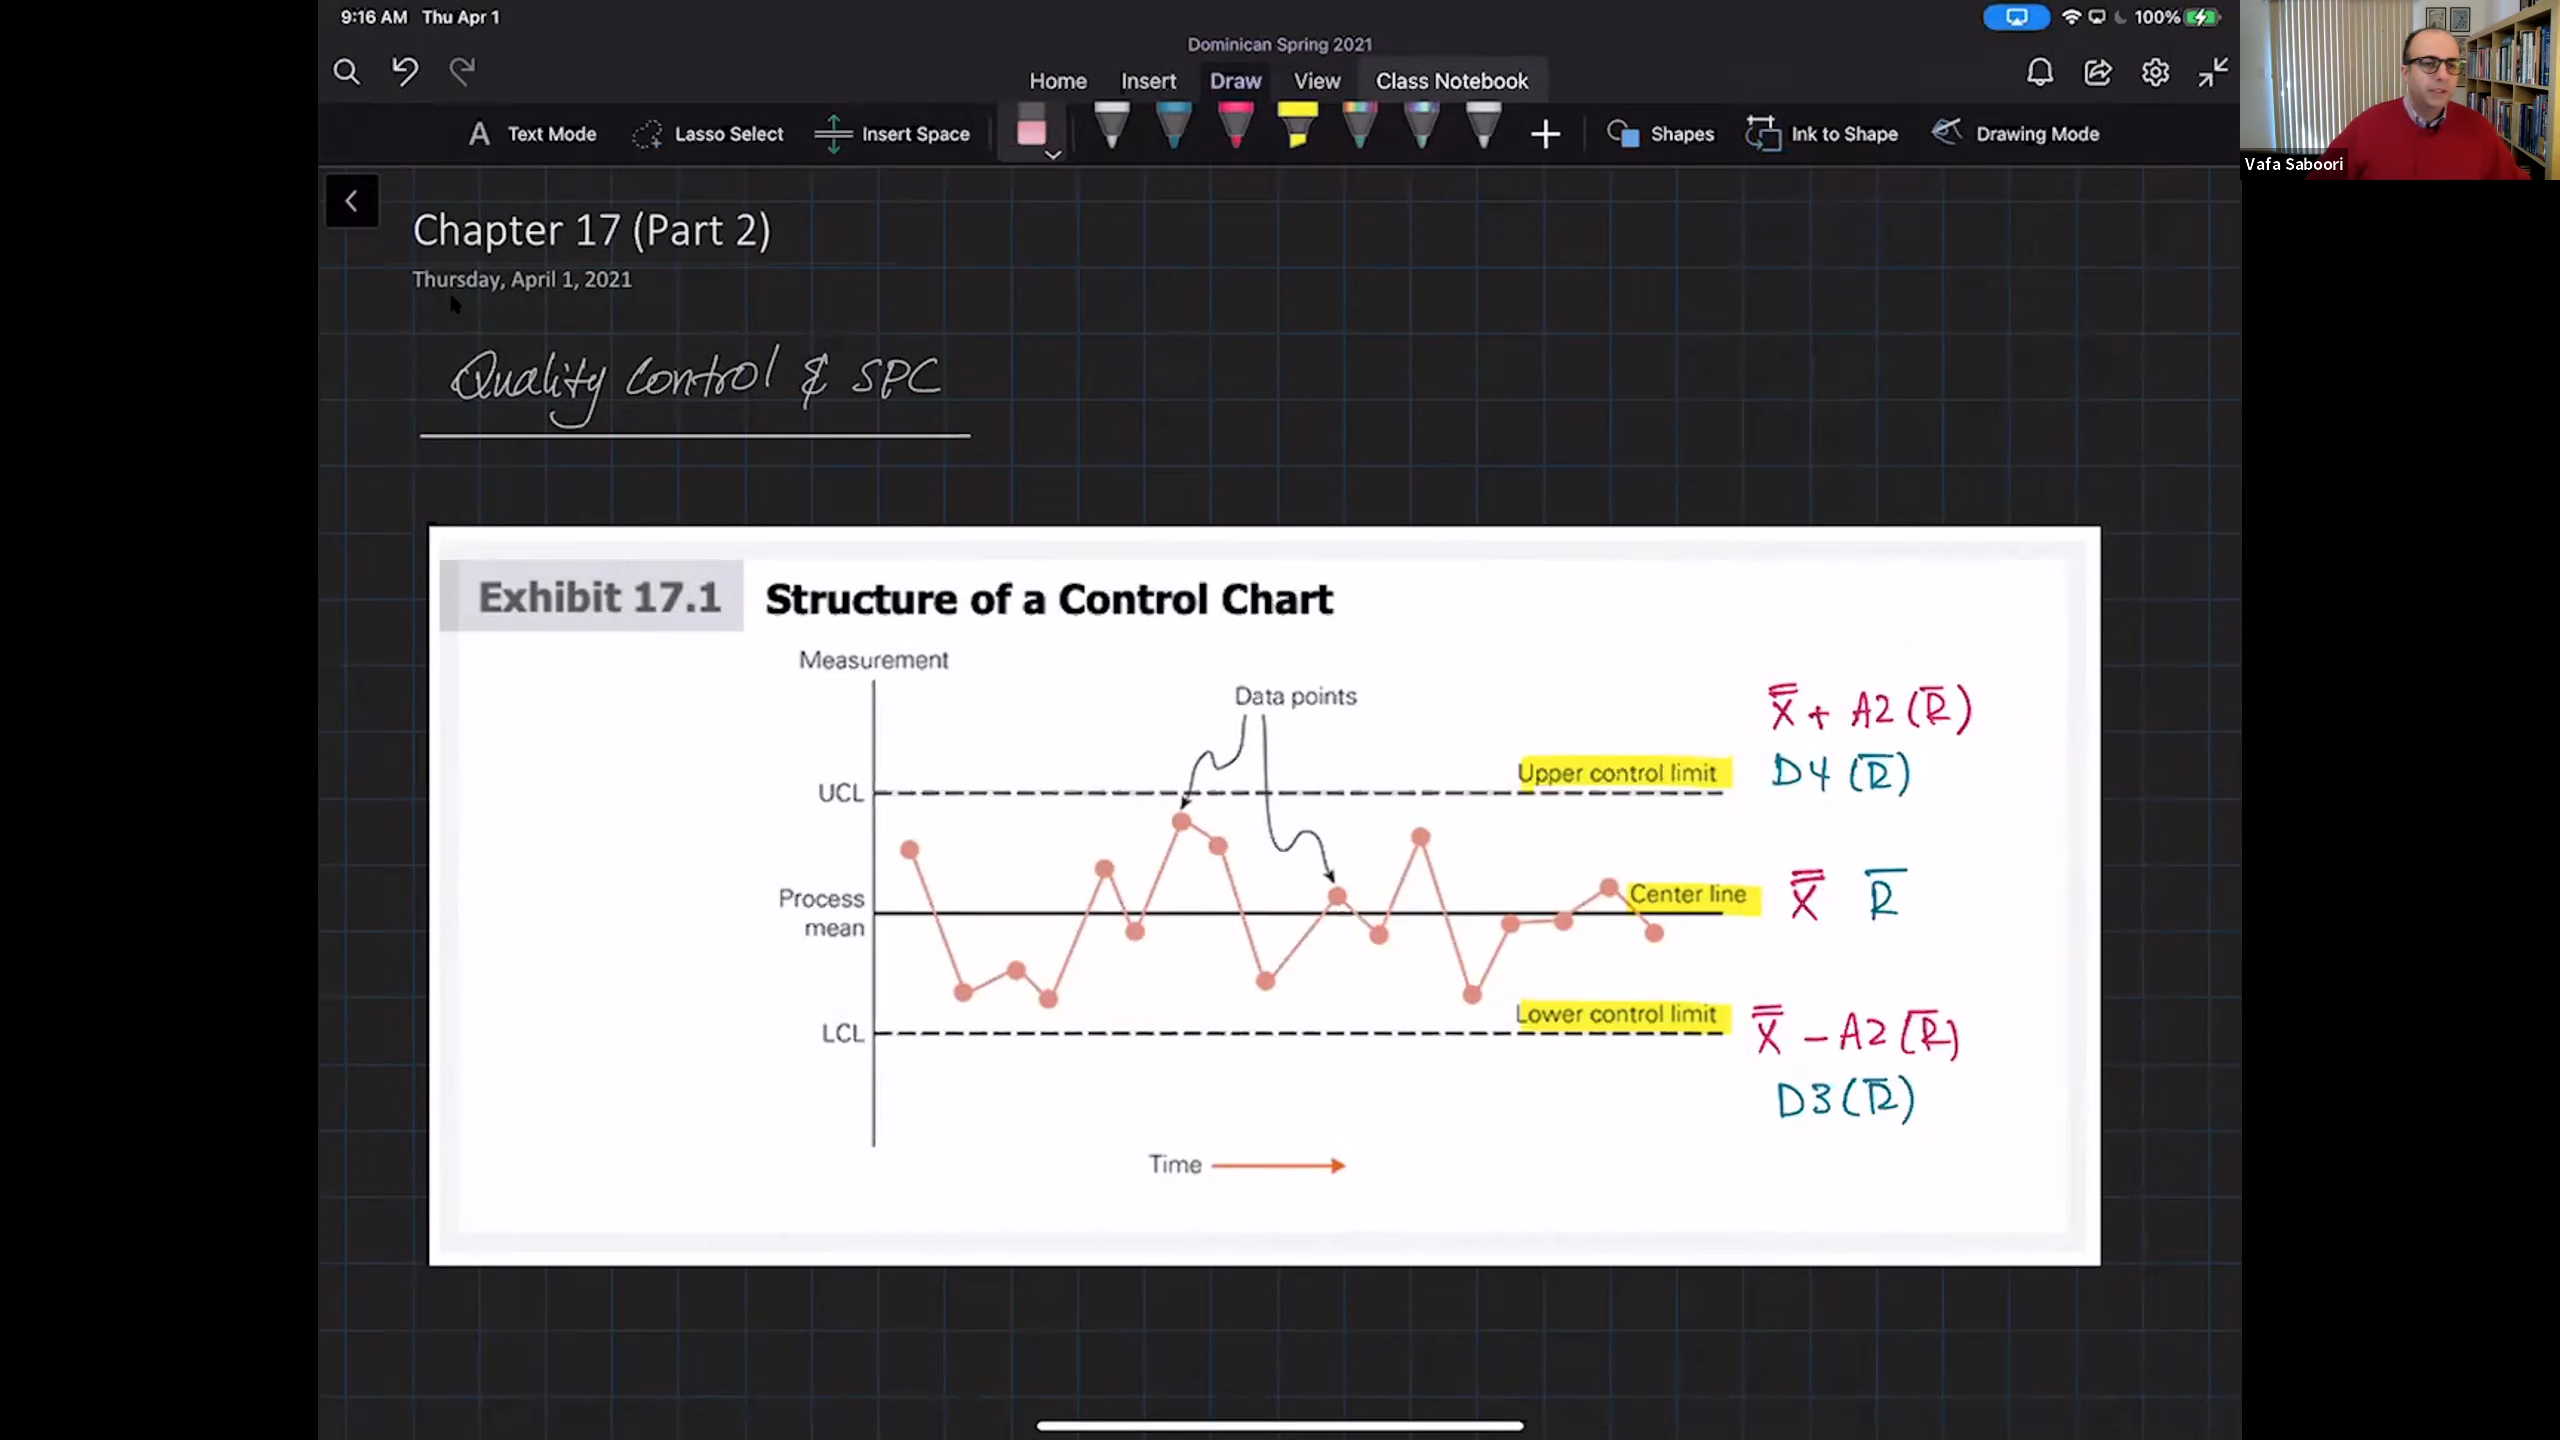 9:16 AM Thu Apr 1
100%
Dominican Spring 2021
Home Insert Draw View Class Notebook
Text Mode Lasso Select Insert Space Shapes Ink to Shape Drawing Mode
Vafa Saboori
Chapter 17 (Part 2)
Thursday, April 1, 2021
Quality Control & SPC
Exhibit 17.1 Structure of a Control Chart
Measurement
Data points
X̿ + A2 (R̅)
Upper control limit
D4 (R̅)
UCL
Process
mean
Center line
X̿ R̅
Lower control limit
LCL
X̿ - A2 (R̅)
D3 (R̅)
Time